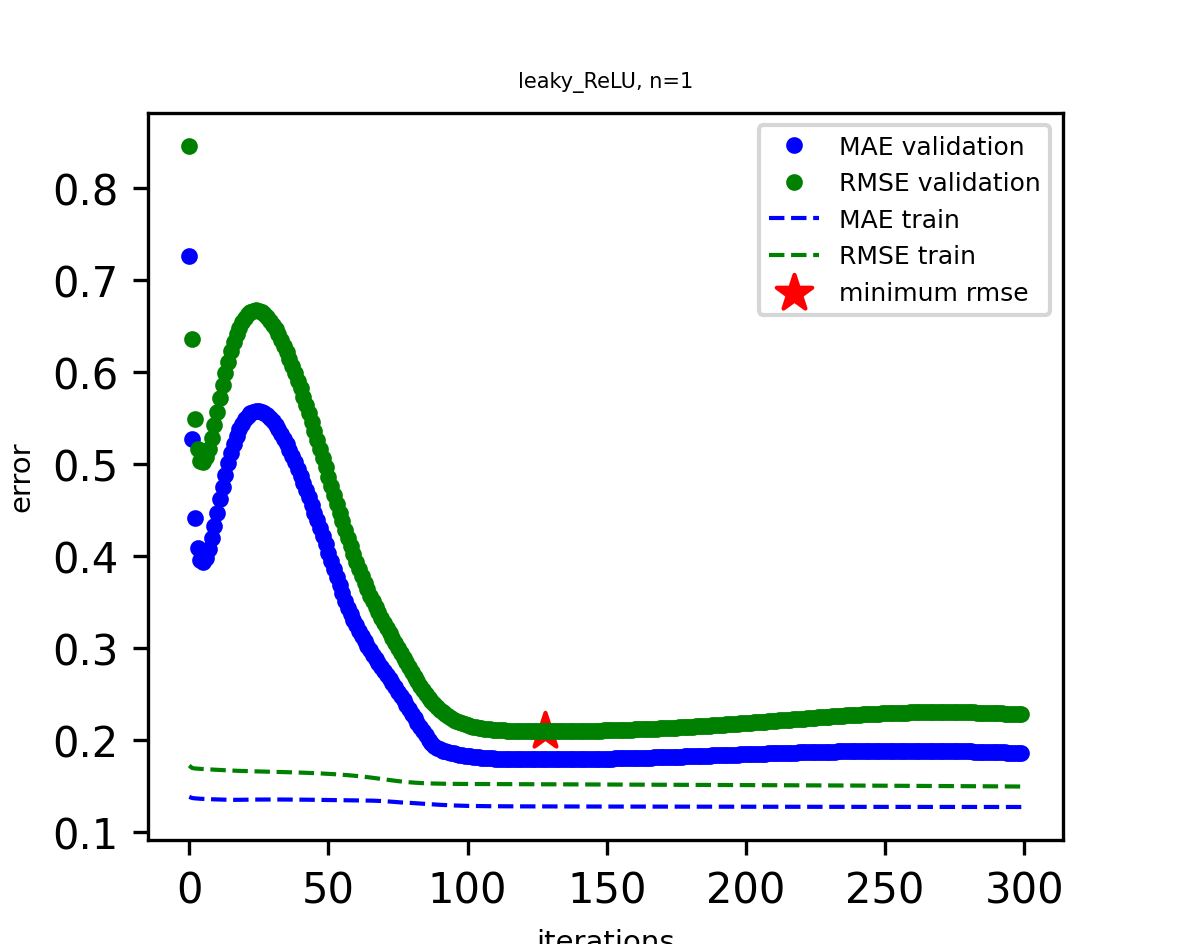 leaky_ReLU, n=1
MAE validation
RMSE validation
MAE train
RMSE train
minimum rmse
error
0.8
0.7
0.6
0.5
0.4
0.3
0.2
0.1
0 50 100 150 200 250 300
iterations